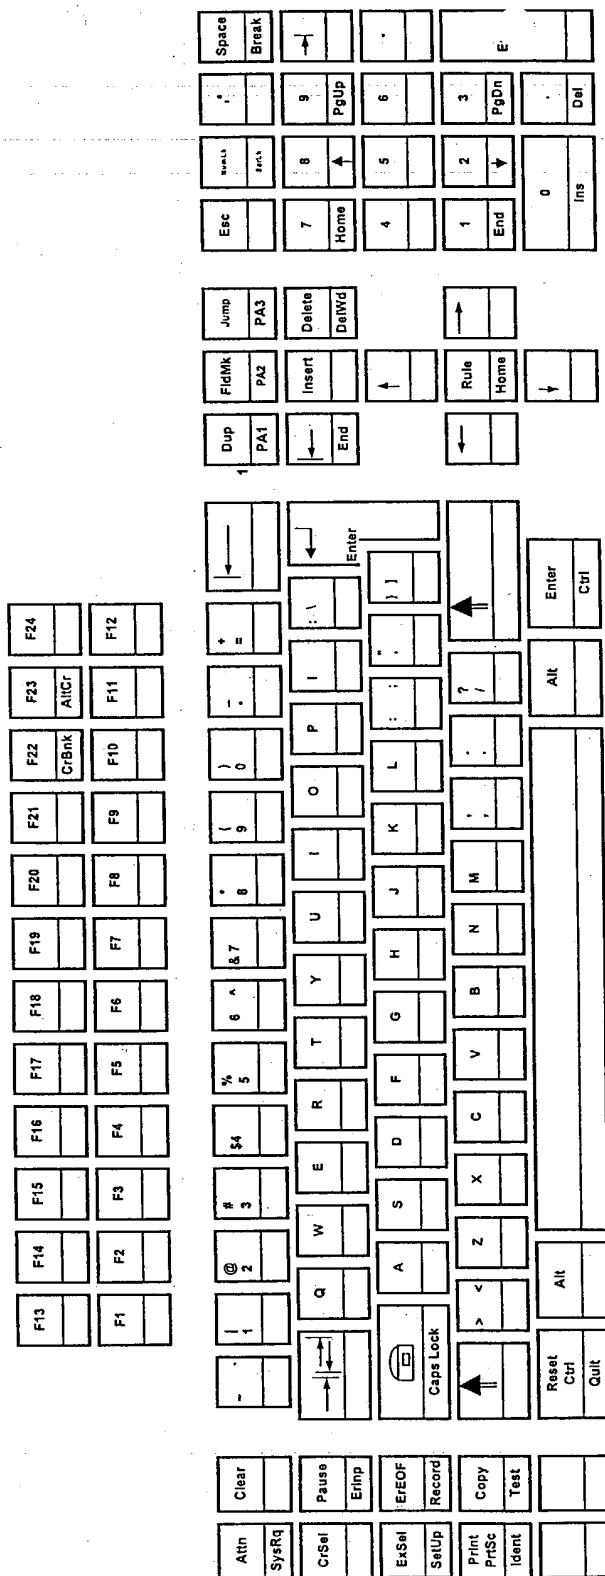 F13 F14 F15 F16 F17 F18 F19 F20 F21 F22 F23 F24
CrBnk AltCr
F1 F2 F3 F4 F5 F6 F7 F8 F9 F10 F11 F12
Attn Clear
SysRq
~ | @ # $4 % 6 ^ & 7 * ( ) - +
1 2 3 5 8 9 0 =
Dup FldMk Jump
PA1 PA2 PA3
1
Esc NumLk Space
ScrLk Break
CrSel Pause
ErInp
Q W E R T Y U I O P
: \
Enter
Insert Delete
End DelWd
7 8 9
Home PgUp
ExSel ErEOF
SetUp Record
Caps Lock
A S D F G H J K L : ; " ' } ]
4 5 6
Print Copy
PrtSc
Ident Test
> < Z X C V B N M , , . . ? /
Rule
Home
1 2 3
End PgDn
E
Reset
Ctrl
Quit
Alt Alt Enter
Ctrl
0 .
Ins Del